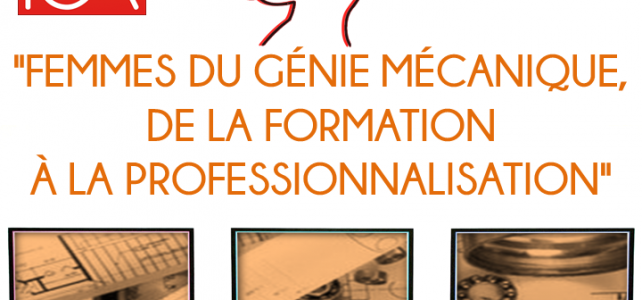 "FEMMES DU GÉNIE MÉCANIQUE,
DE LA FORMATION
À LA PROFESSIONNALISATION"